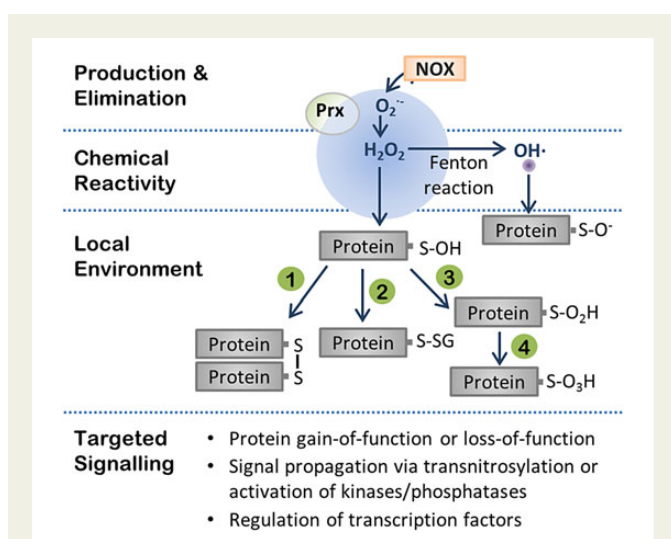 Production &
Elimination
NOX
Prx
O₂˙⁻
Chemical
Reactivity
H₂O₂
Fenton
reaction
OH·
Protein S-O⁻
Local
Environment
Protein S-OH
1
2
3
Protein S
Protein S
Protein S-SG
Protein S-O₂H
4
Protein S-O₃H
Targeted
Signalling
• Protein gain-of-function or loss-of-function
• Signal propagation via transnitrosylation or
activation of kinases/phosphatases
• Regulation of transcription factors